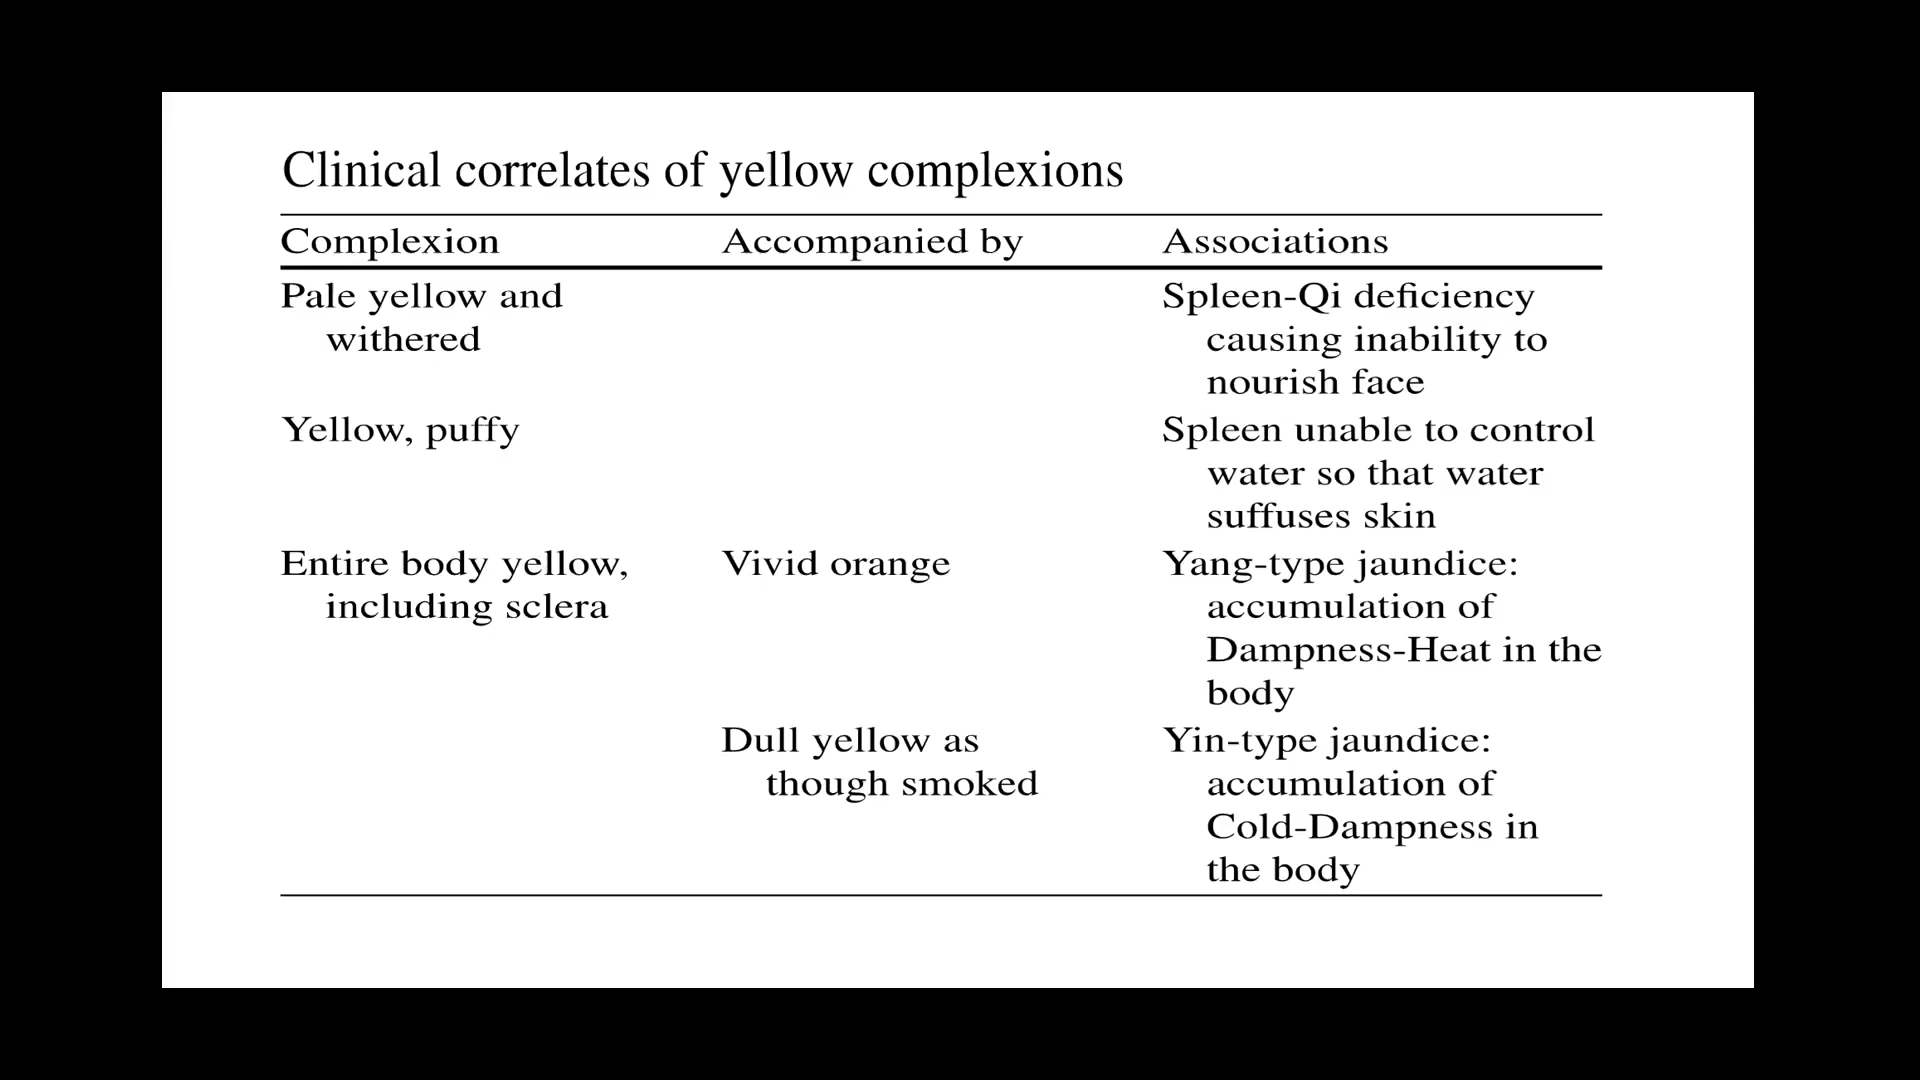 Clinical correlates of yellow complexions
Complexion Accompanied by Associations
Pale yellow and Spleen-Qi deficiency
withered causing inability to
nourish face
Yellow, puffy Spleen unable to control
water so that water
suffuses skin
Entire body yellow, Vivid orange Yang-type jaundice:
including sclera accumulation of
Dampness-Heat in the
body
Dull yellow as Yin-type jaundice:
though smoked accumulation of
Cold-Dampness in
the body